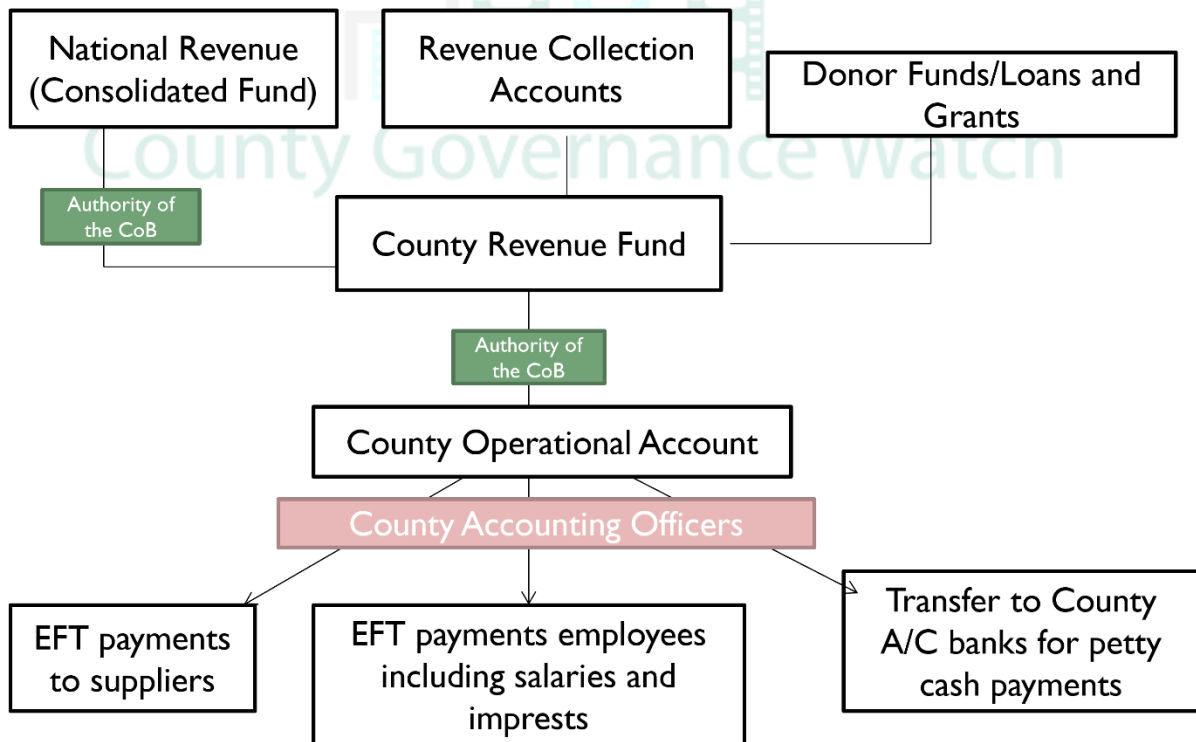 National Revenue
(Consolidated Fund)
Revenue Collection
Accounts
Donor Funds/Loans and
Grants
County Governance Watch
Authority of
the CoB
County Revenue Fund
Authority of
the CoB
County Operational Account
County Accounting Officers
EFT payments
to suppliers
EFT payments employees
including salaries and
imprests
Transfer to County
A/C banks for petty
cash payments